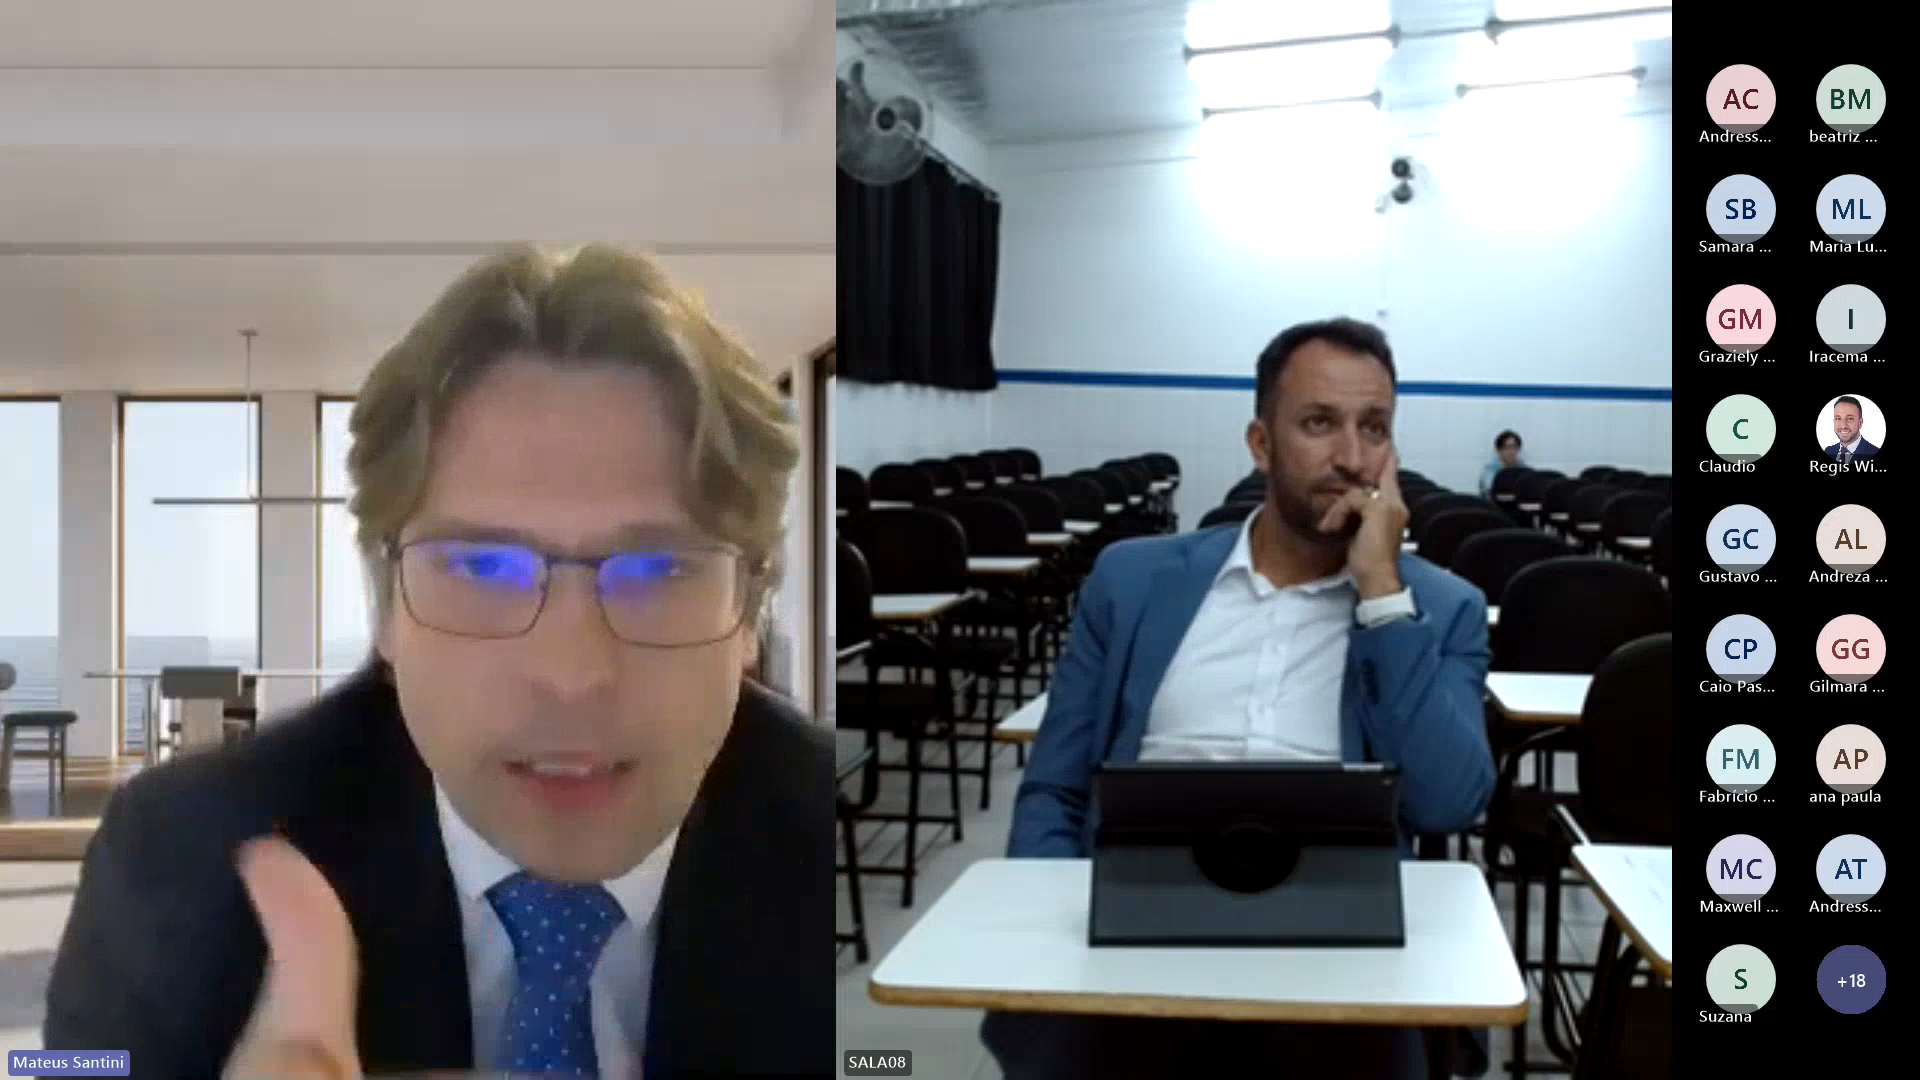 Mateus Santini
SALA08
AC
BM
Andress...
beatriz ...
SB
ML
Samara ...
Maria Lu...
GM
I
Graziely ...
Iracema ...
C
Claudio
Regis Wi...
GC
AL
Gustavo ...
Andreza ...
CP
GG
Caio Pas...
Gilmara ...
FM
AP
Fabrício ...
ana paula
MC
AT
Maxwell ...
Andress...
S
+18
Suzana